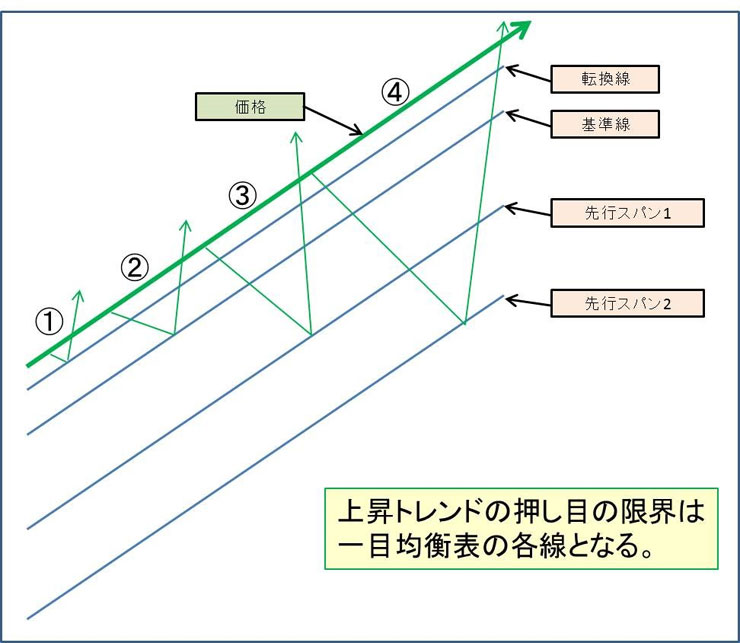 転換線
④
価格
基準線
③
先行スパン1
②
先行スパン2
①
上昇トレンドの押し目の限界は
一目均衡表の各線となる。